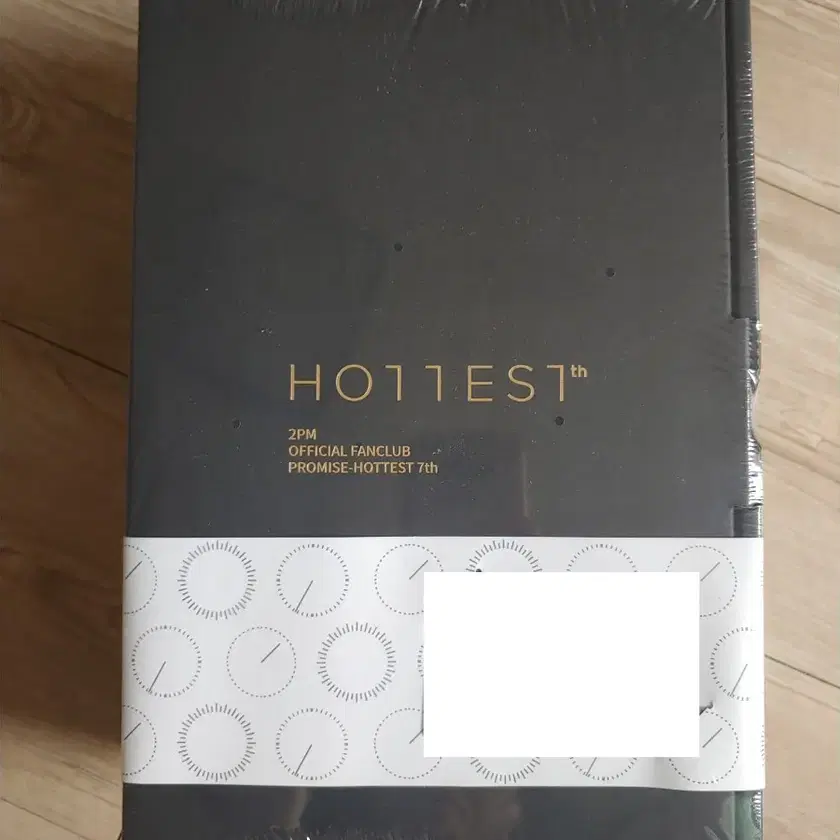 HOTTESTth
2PM
OFFICIAL FANCLUB
PROMISE-HOTTEST 7th